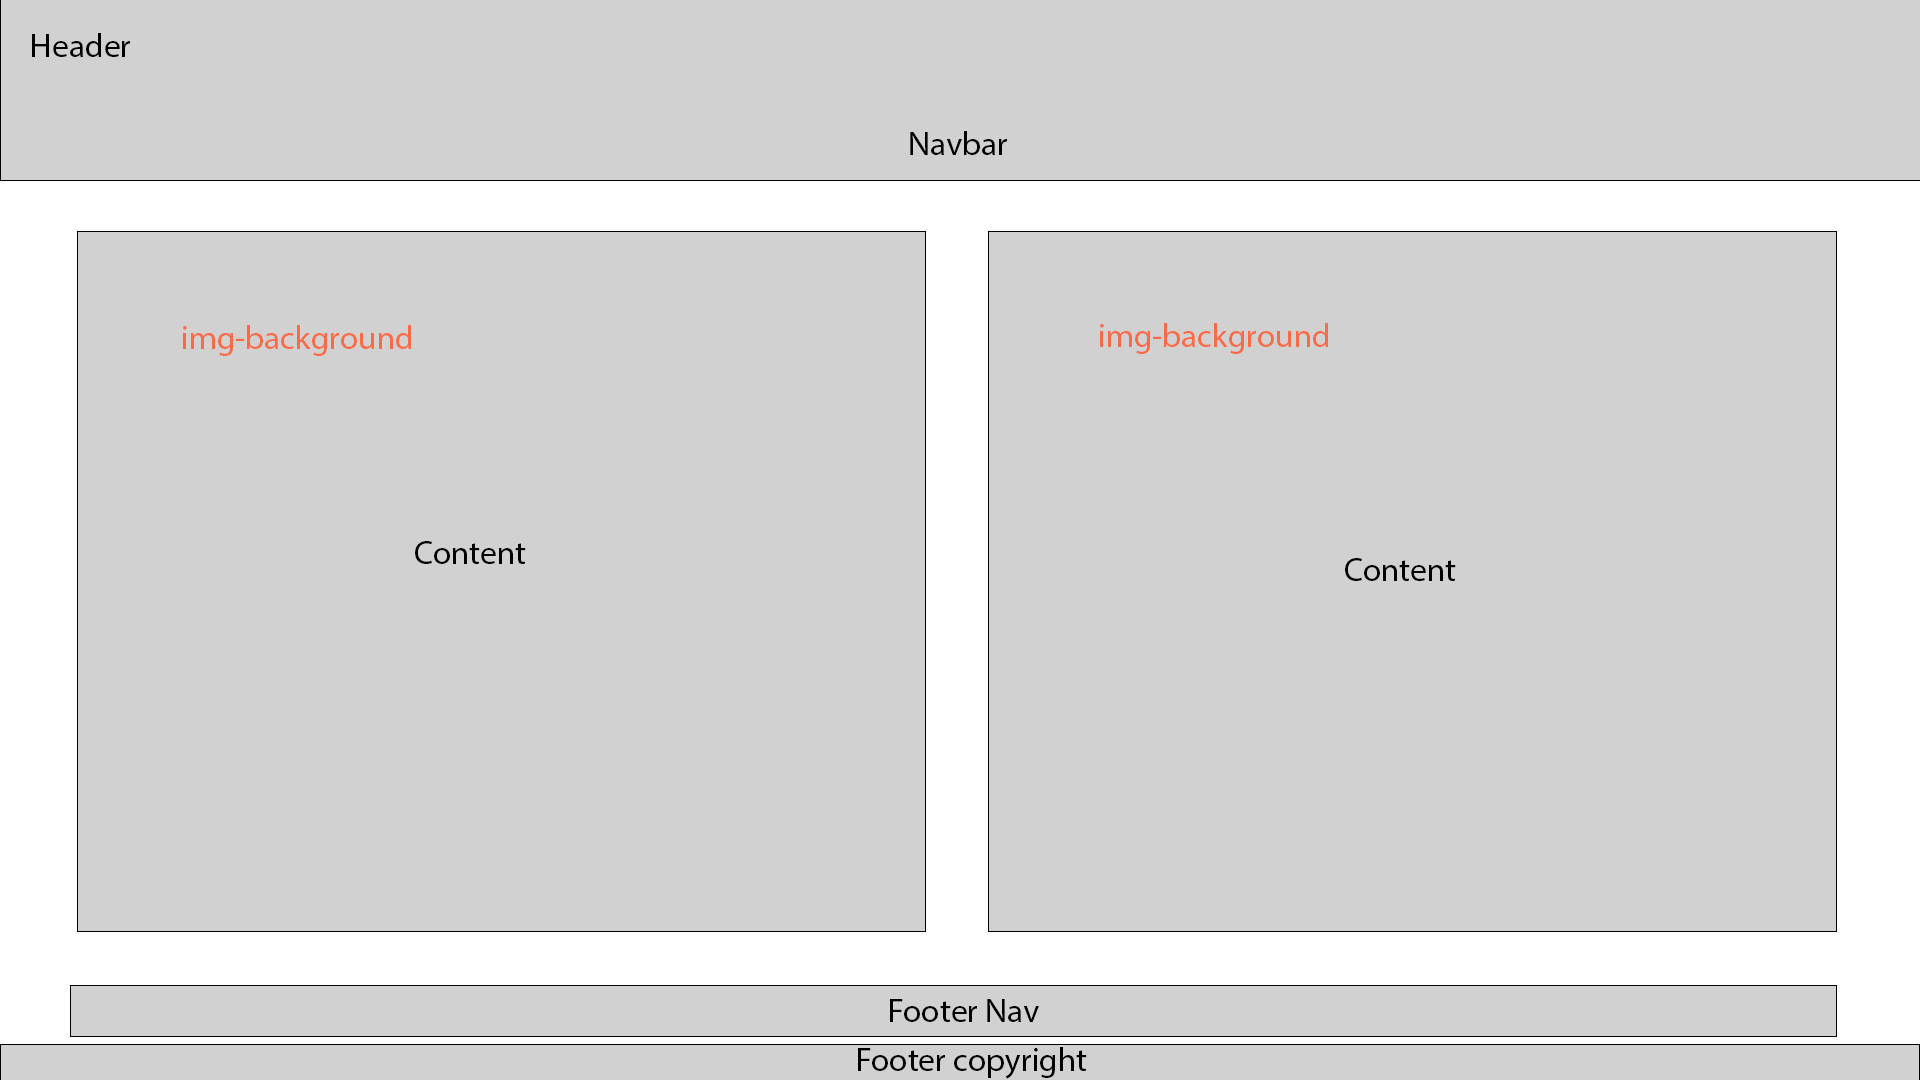 Header
Navbar
img-background
img-background
Content
Content
Footer Nav
Footer copyright